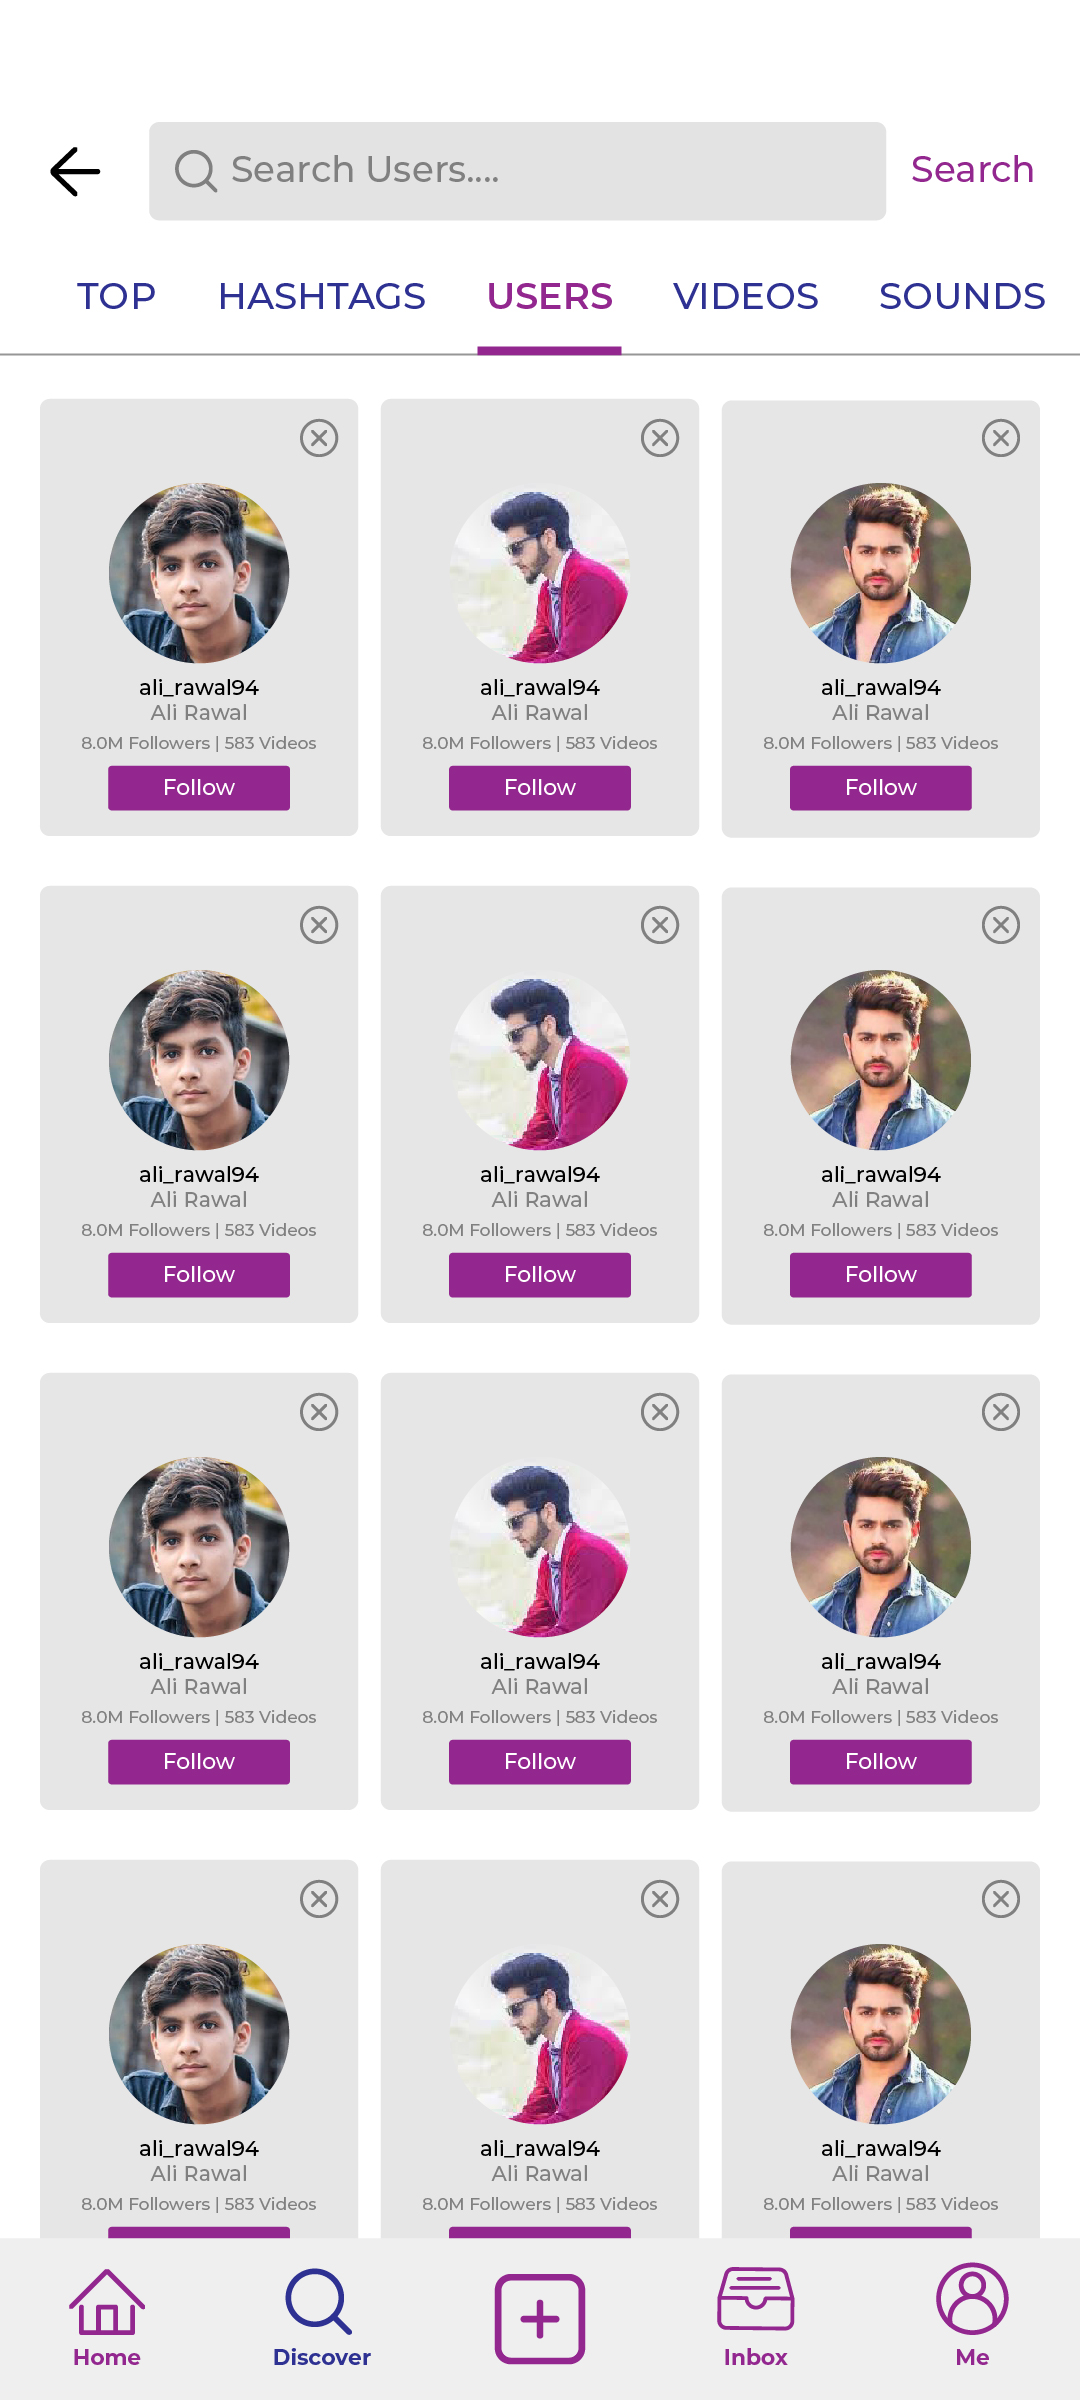 Search Users....
Search
TOP HASHTAGS USERS VIDEOS SOUNDS
ali_rawal94 ali_rawal94 ali_rawal94
Ali Rawal Ali Rawal Ali Rawal
8.0M Followers | 583 Videos 8.0M Followers | 583 Videos 8.0M Followers | 583 Videos
Follow Follow Follow
ali_rawal94 ali_rawal94 ali_rawal94
Ali Rawal Ali Rawal Ali Rawal
8.0M Followers | 583 Videos 8.0M Followers | 583 Videos 8.0M Followers | 583 Videos
Follow Follow Follow
ali_rawal94 ali_rawal94 ali_rawal94
Ali Rawal Ali Rawal Ali Rawal
8.0M Followers | 583 Videos 8.0M Followers | 583 Videos 8.0M Followers | 583 Videos
Follow Follow Follow
ali_rawal94 ali_rawal94 ali_rawal94
Ali Rawal Ali Rawal Ali Rawal
8.0M Followers | 583 Videos 8.0M Followers | 583 Videos 8.0M Followers | 583 Videos
Home Discover Inbox Me